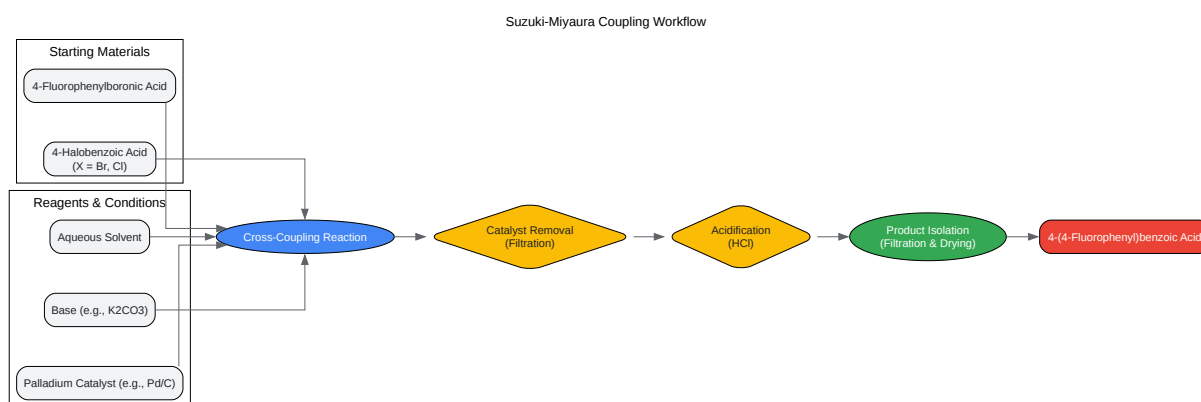 Suzuki-Miyaura Coupling Workflow
Starting Materials
4-Fluorophenylboronic Acid
4-Halobenzoic Acid
(X = Br, Cl)
Reagents & Conditions
Aqueous Solvent
Base (e.g., K2CO3)
Palladium Catalyst (e.g., Pd/C)
Cross-Coupling Reaction
Catalyst Removal
(Filtration)
Acidification
(HCl)
Product Isolation
(Filtration & Drying)
4-(4-Fluorophenyl)benzoic Acid